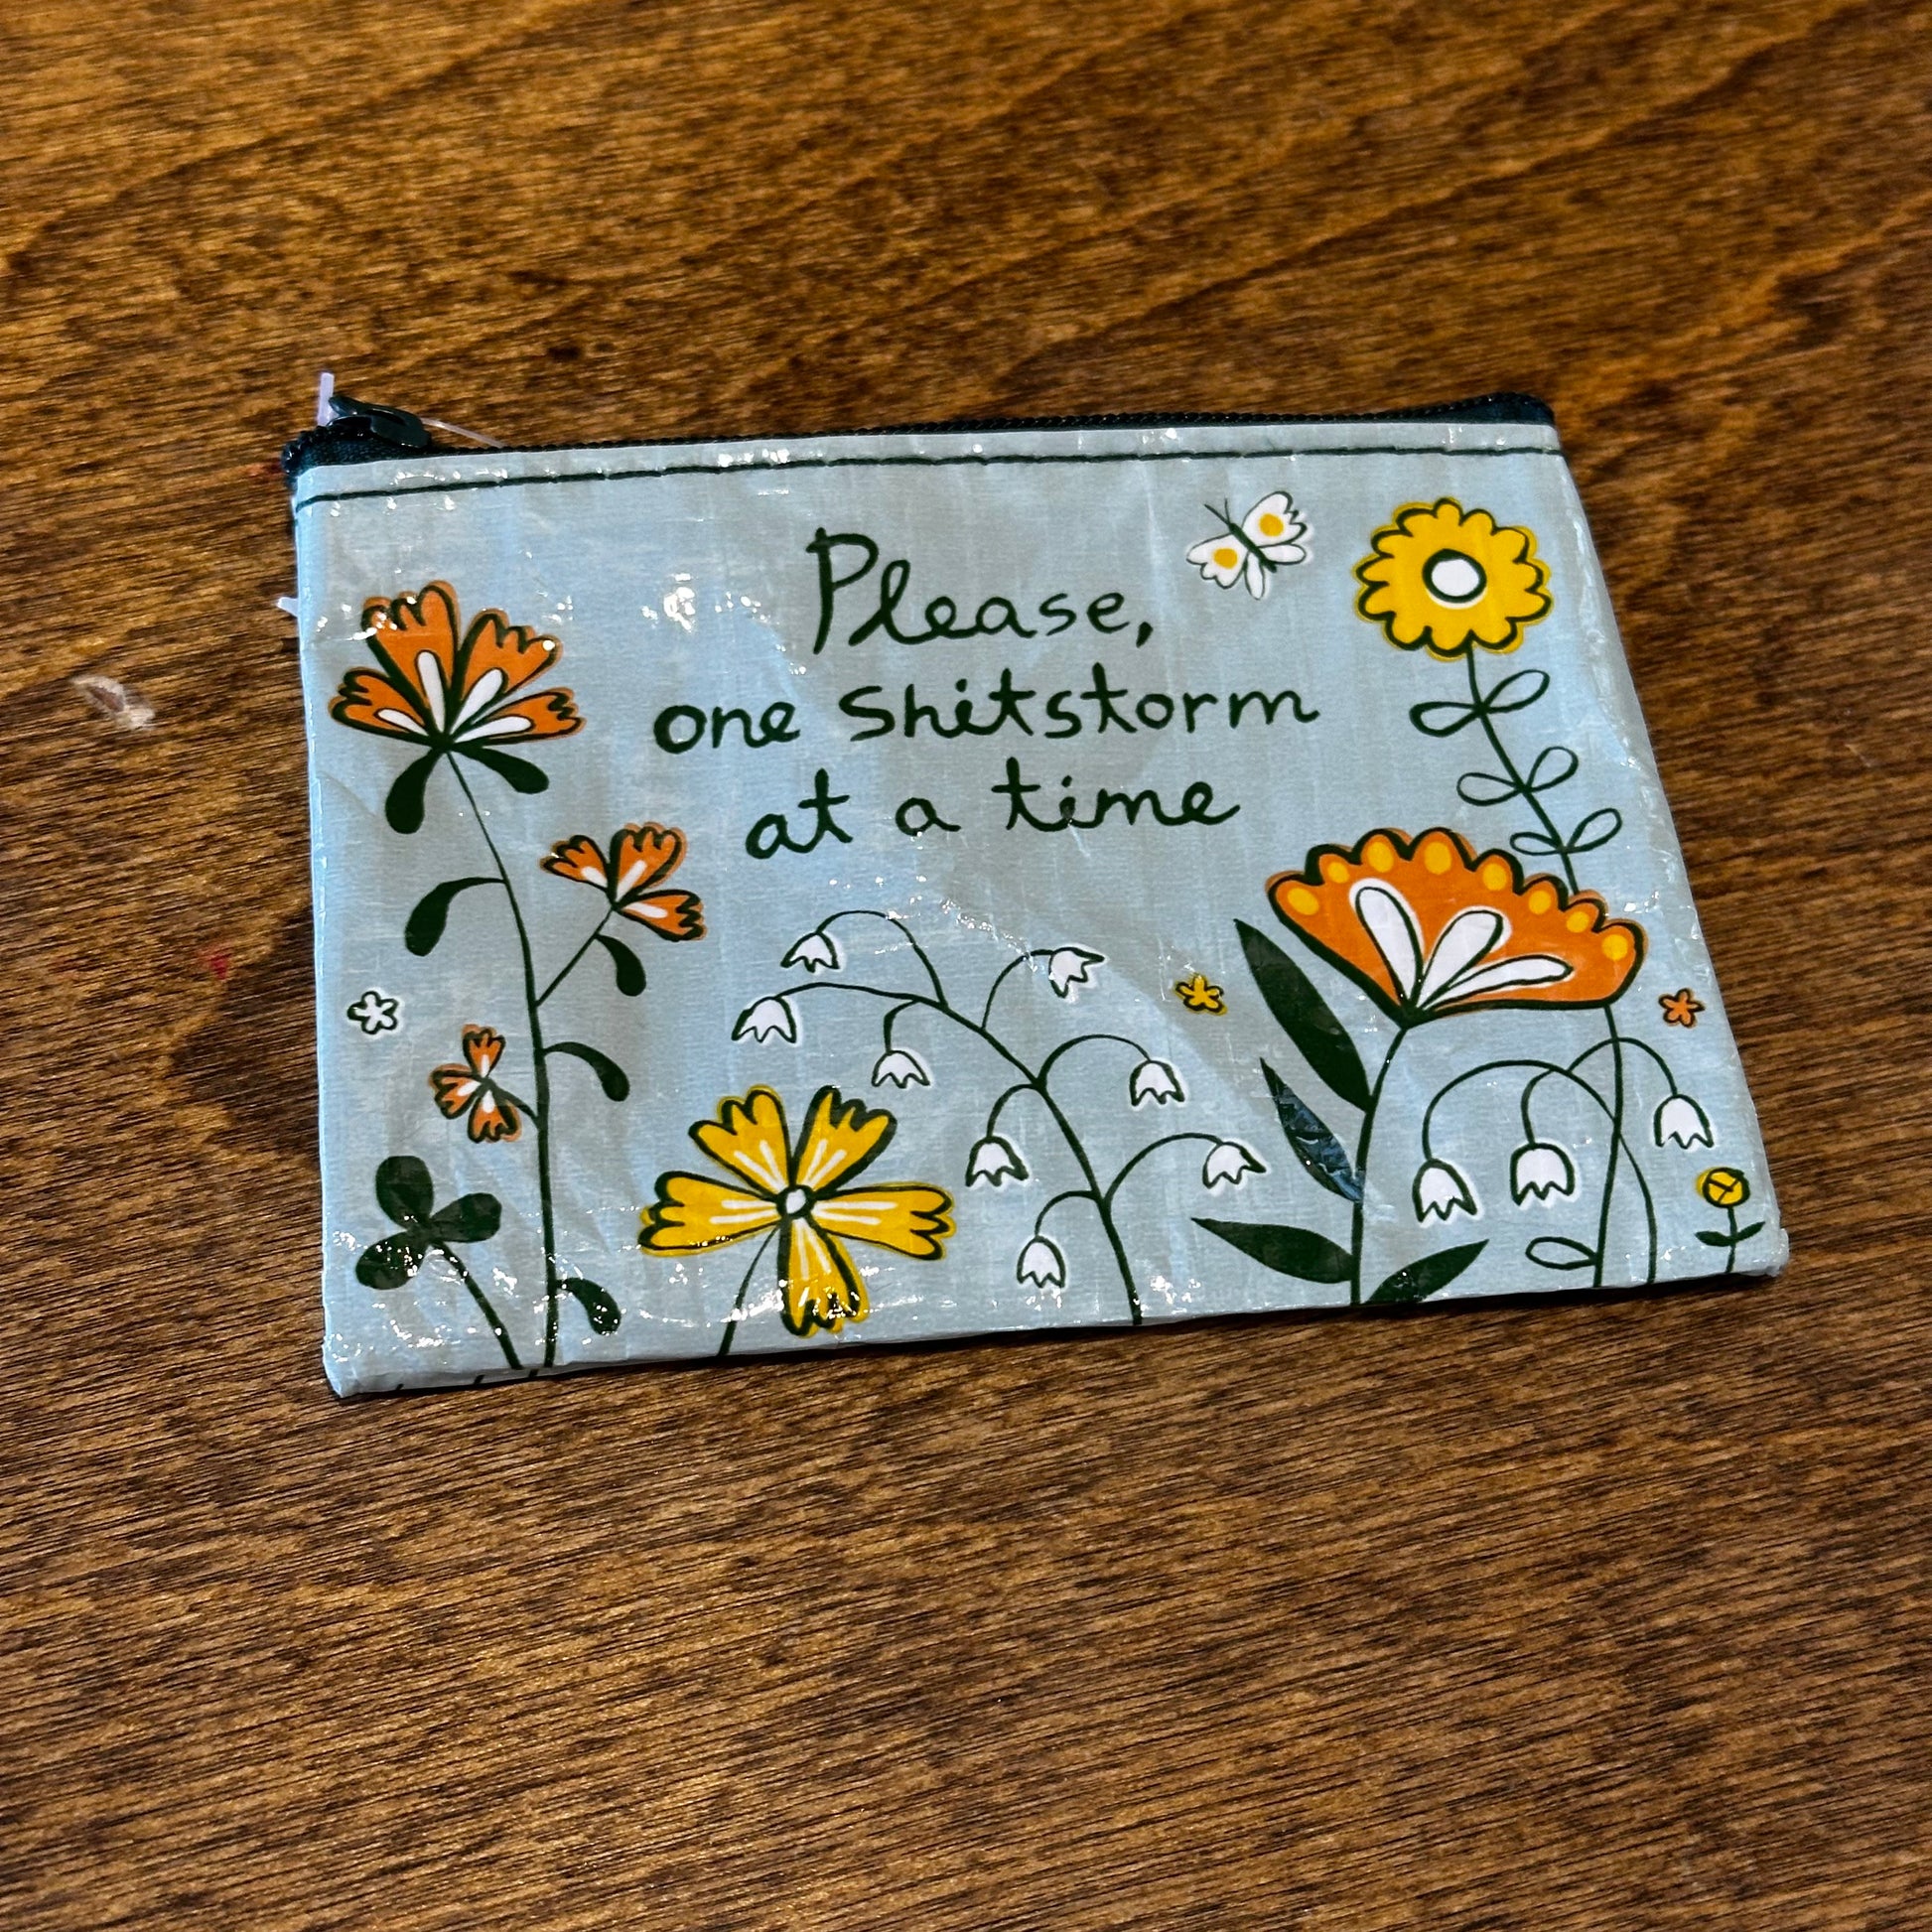 Please,
one shitstorm
at a time